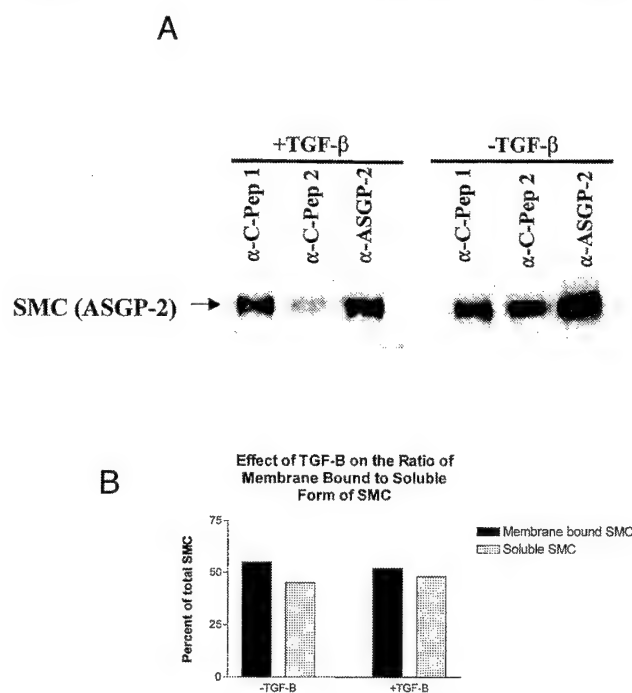 A
+TGF-β -TGF-β
α-C-Pep 1 α-C-Pep 2 α-ASGP-2 α-C-Pep 1 α-C-Pep 2 α-ASGP-2
SMC (ASGP-2)
B
Effect of TGF-B on the Ratio of
Membrane Bound to Soluble
Form of SMC
Percent of total SMC
75
50
25
0
-TGF-B +TGF-B
Membrane bound SMC
Soluble SMC